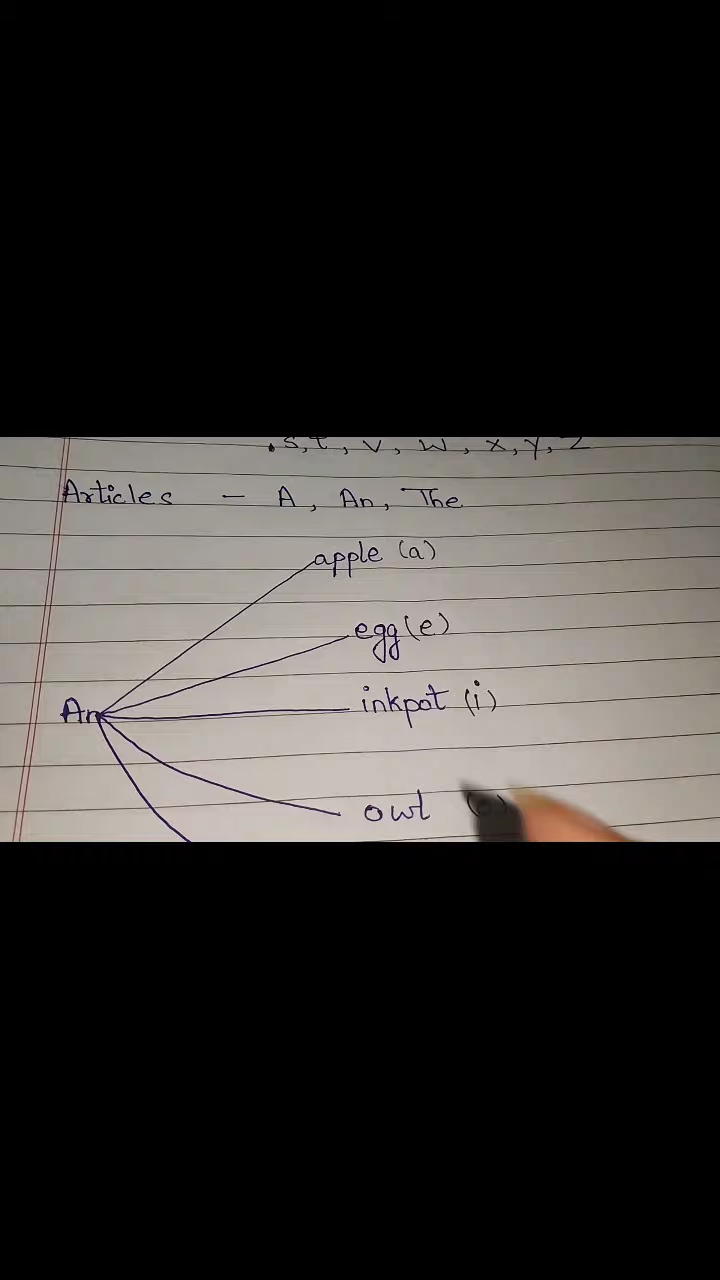 s, t, v, w, x, y, z
Articles - A, An, The
apple (a)
egg (e)
An
inkpot (i)
owl (o)